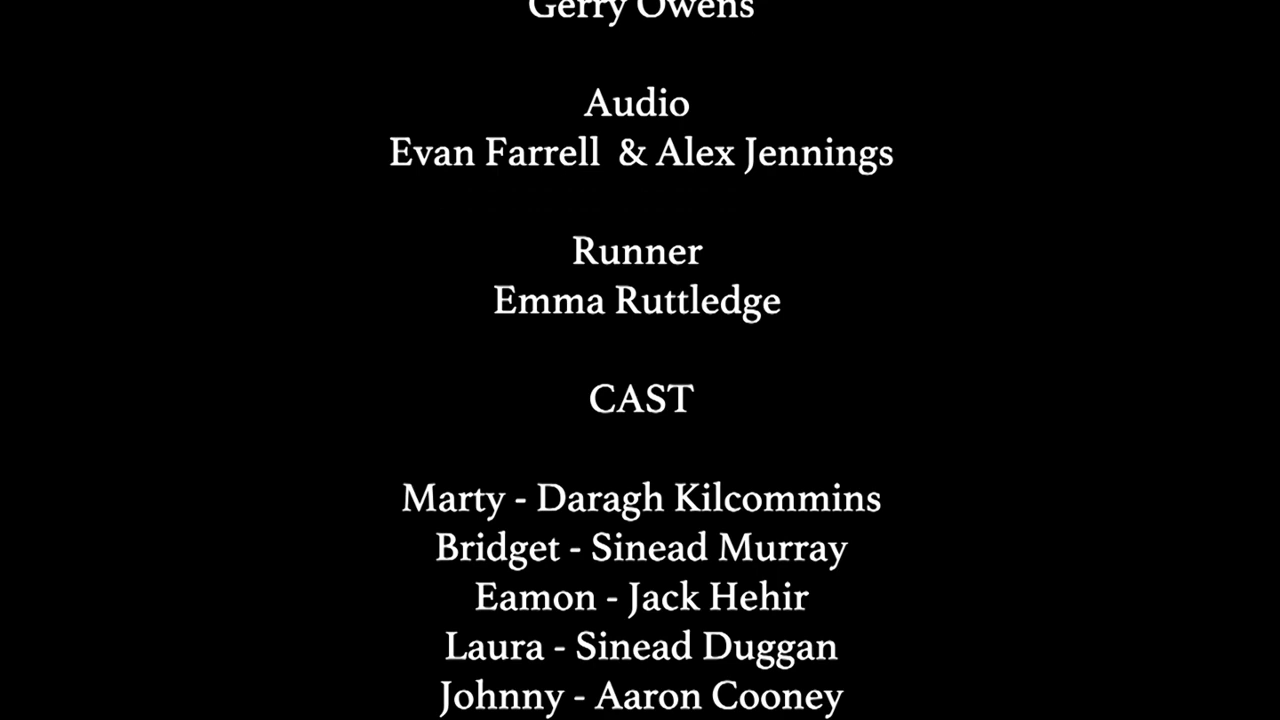 Gerry Owens
Audio
Evan Farrell & Alex Jennings
Runner
Emma Ruttledge
CAST
Marty - Daragh Kilcommins
Bridget - Sinead Murray
Eamon - Jack Hehir
Laura - Sinead Duggan
Johnny - Aaron Cooney